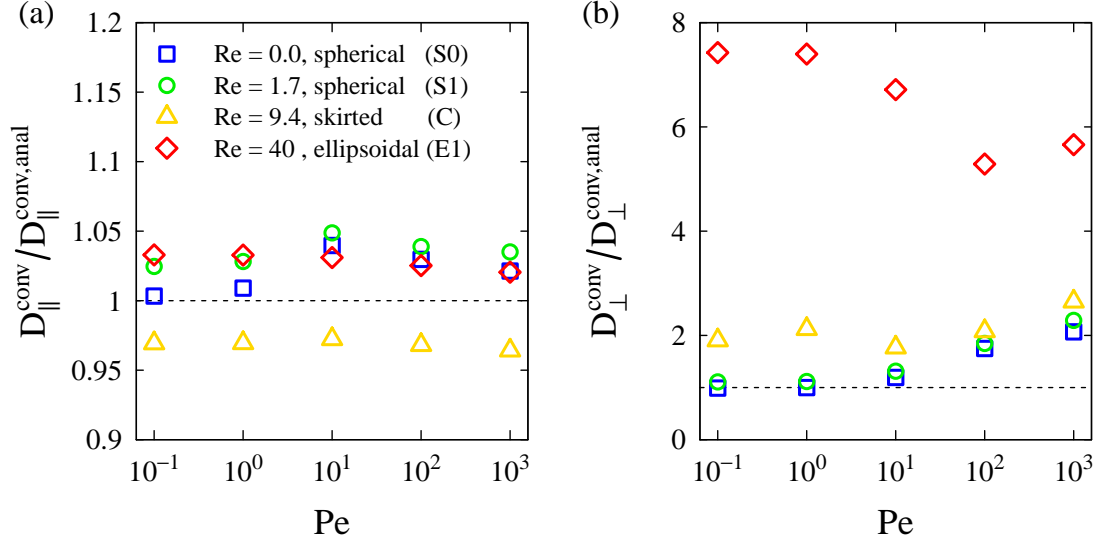 (a)
1.2
1.15
1.1
1.05
1
0.95
0.9
D∥^conv/D∥^conv,anal
Re = 0.0, spherical (S0)
Re = 1.7, spherical (S1)
Re = 9.4, skirted (C)
Re = 40 , ellipsoidal (E1)
10⁻¹ 10⁰ 10¹ 10² 10³
Pe
(b)
8
6
4
2
0
D⊥^conv/D⊥^conv,anal
10⁻¹ 10⁰ 10¹ 10² 10³
Pe